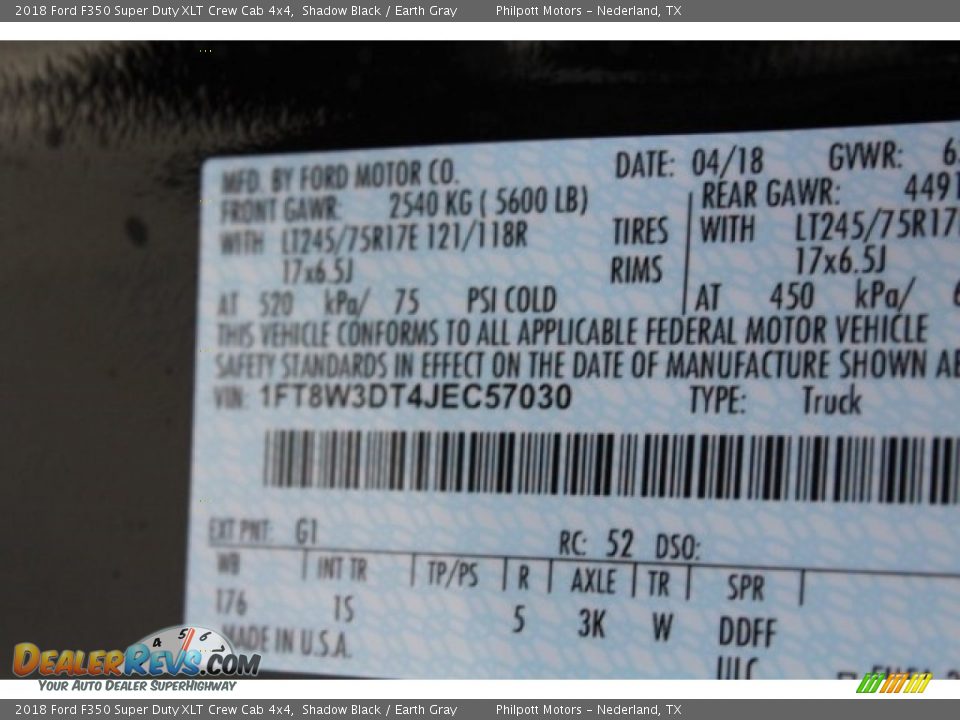 2018 Ford F350 Super Duty XLT Crew Cab 4x4, Shadow Black / Earth Gray Philpott Motors - Nederland, TX
MFD. BY FORD MOTOR CO. DATE: 04/18 GVWR:
FRONT GAWR: 2540 KG ( 5600 LB) REAR GAWR: 4491
WITH LT245/75R17E 121/118R TIRES WITH LT245/75R17E
17x6.5J RIMS 17x6.5J
AT 520 kPa/ 75 PSI COLD AT 450 kPa/
THIS VEHICLE CONFORMS TO ALL APPLICABLE FEDERAL MOTOR VEHICLE
SAFETY STANDARDS IN EFFECT ON THE DATE OF MANUFACTURE SHOWN
VIN: 1FT8W3DT4JEC57030 TYPE: Truck
EXT PNT: G1 RC: 52 DSO:
WB INT TR TP/PS R AXLE TR SPR
176 1S 5 3K W DDFF
MADE IN U.S.A.
DEALERREVS.COM
YOUR AUTO DEALER SUPERHIGHWAY
2018 Ford F350 Super Duty XLT Crew Cab 4x4, Shadow Black / Earth Gray Philpott Motors - Nederland, TX